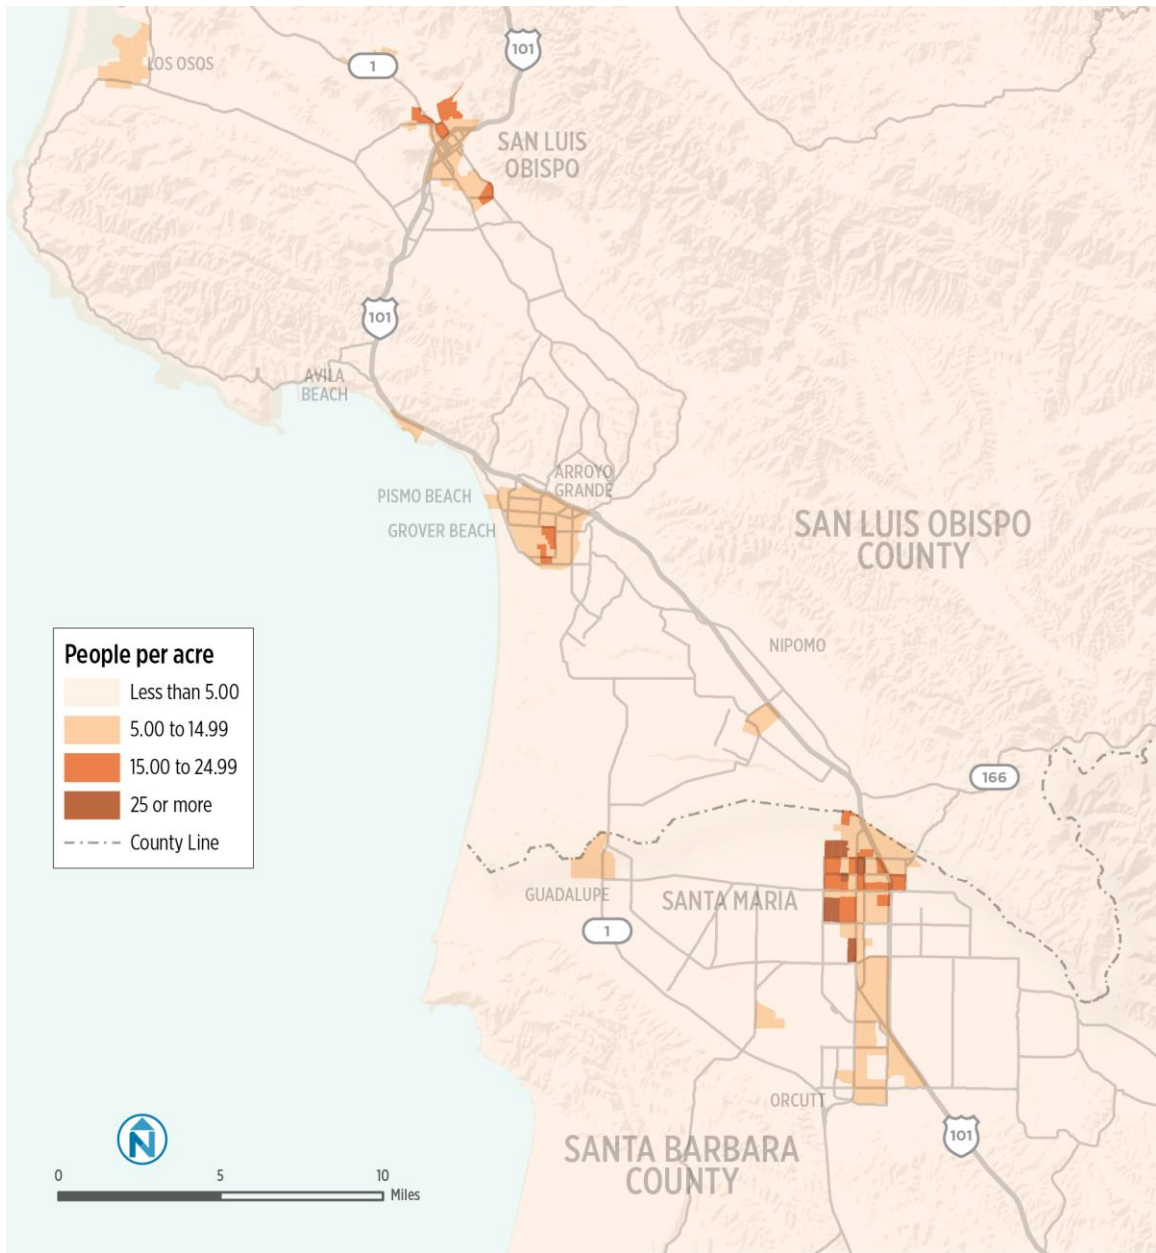 LOS OSOS
1
101
SAN LUIS
OBISPO
101
AVILA
BEACH
ARROYO
GRANDE
PISMO BEACH
GROVER BEACH
SAN LUIS OBISPO
COUNTY
NIPOMO
People per acre
Less than 5.00
5.00 to 14.99
15.00 to 24.99
25 or more
County Line
166
GUADALUPE
SANTA MARIA
1
ORCUTT
SANTA BARBARA
COUNTY
101
N
0 5 10
Miles